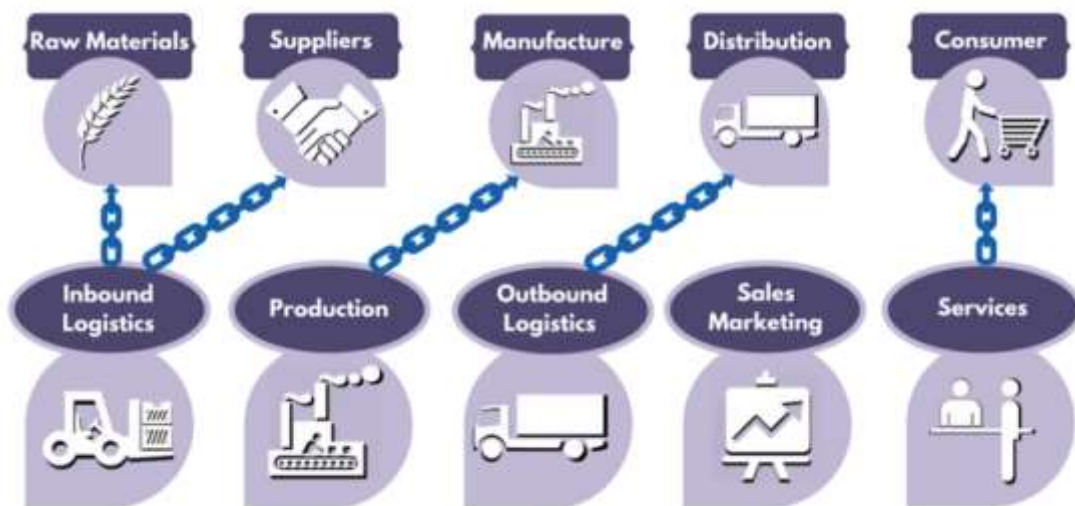 Raw Materials
Suppliers
Manufacture
Distribution
Consumer
Inbound
Logistics
Production
Outbound
Logistics
Sales
Marketing
Services